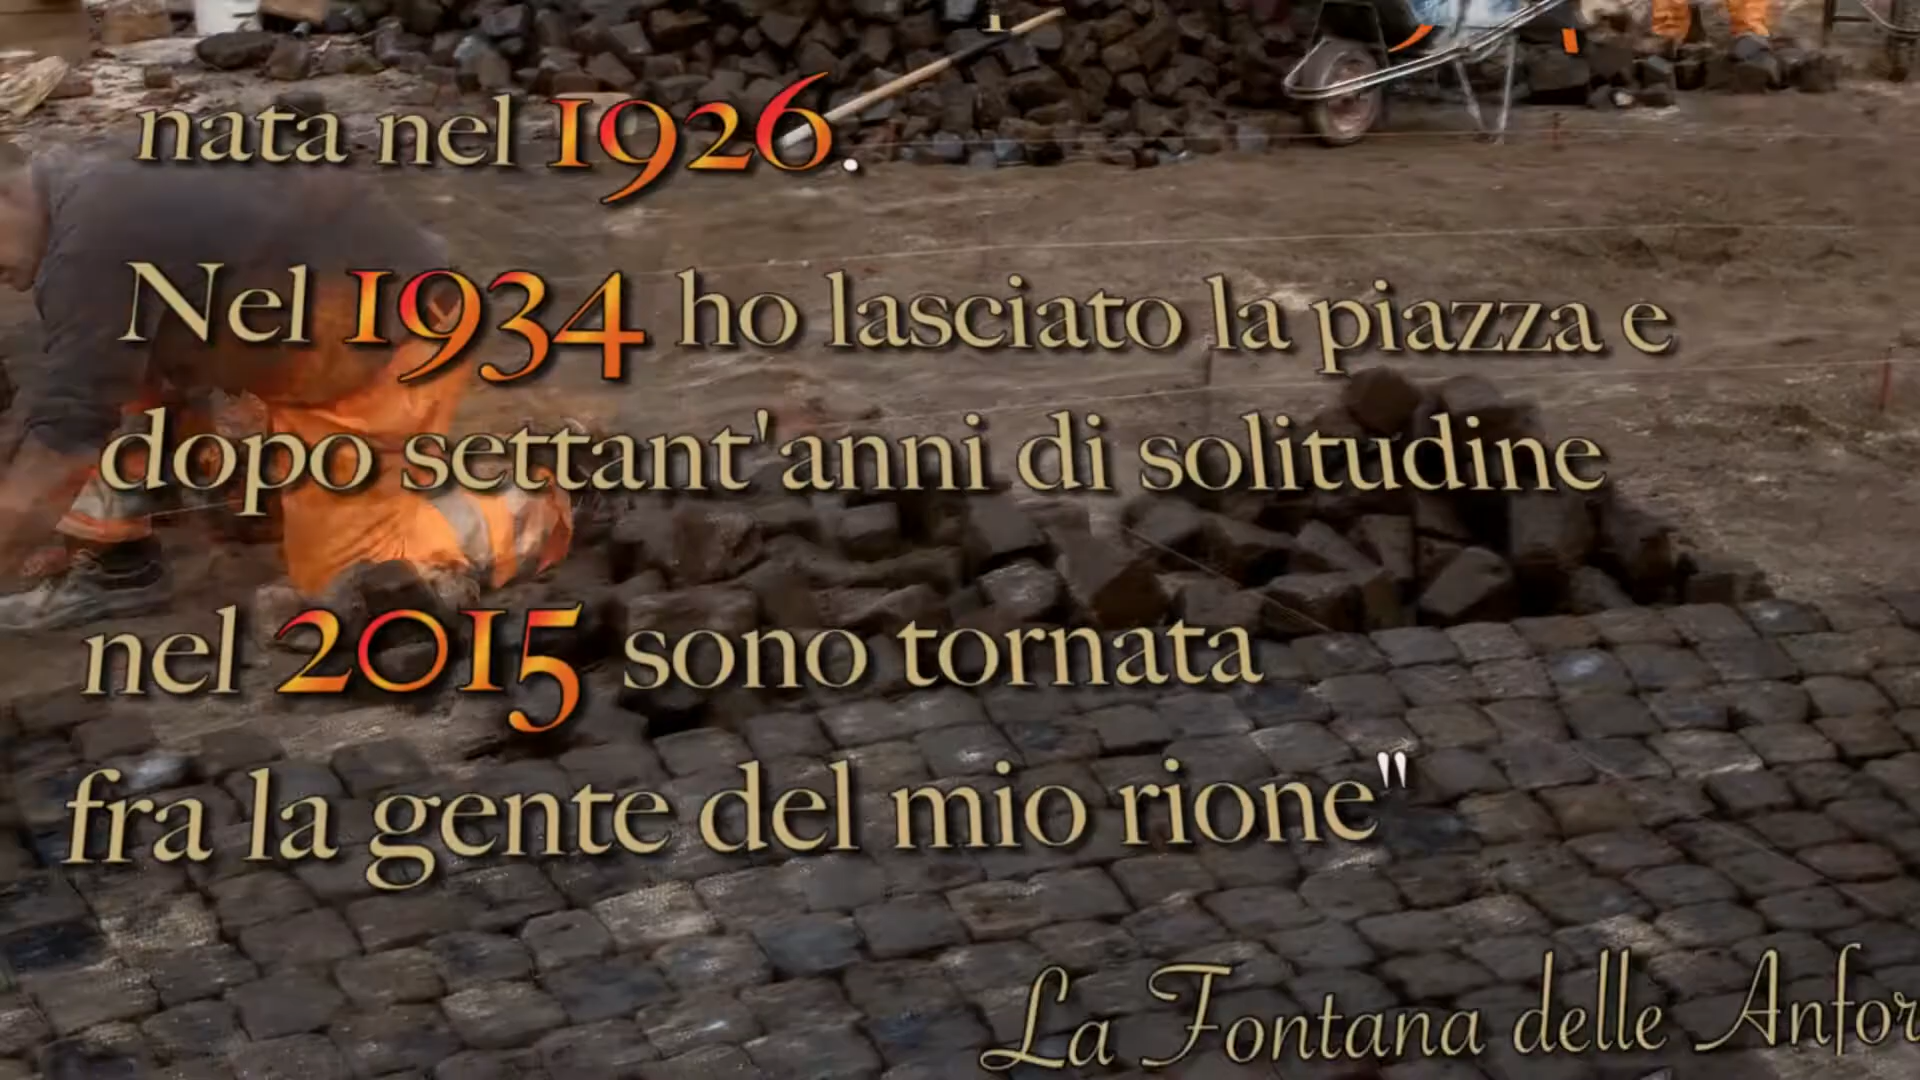 nata nel 1926.
Nel 1934 ho lasciato la piazza e
dopo settant'anni di solitudine
nel 2015 sono tornata
fra la gente del mio rione"
La Fontana delle Anfor